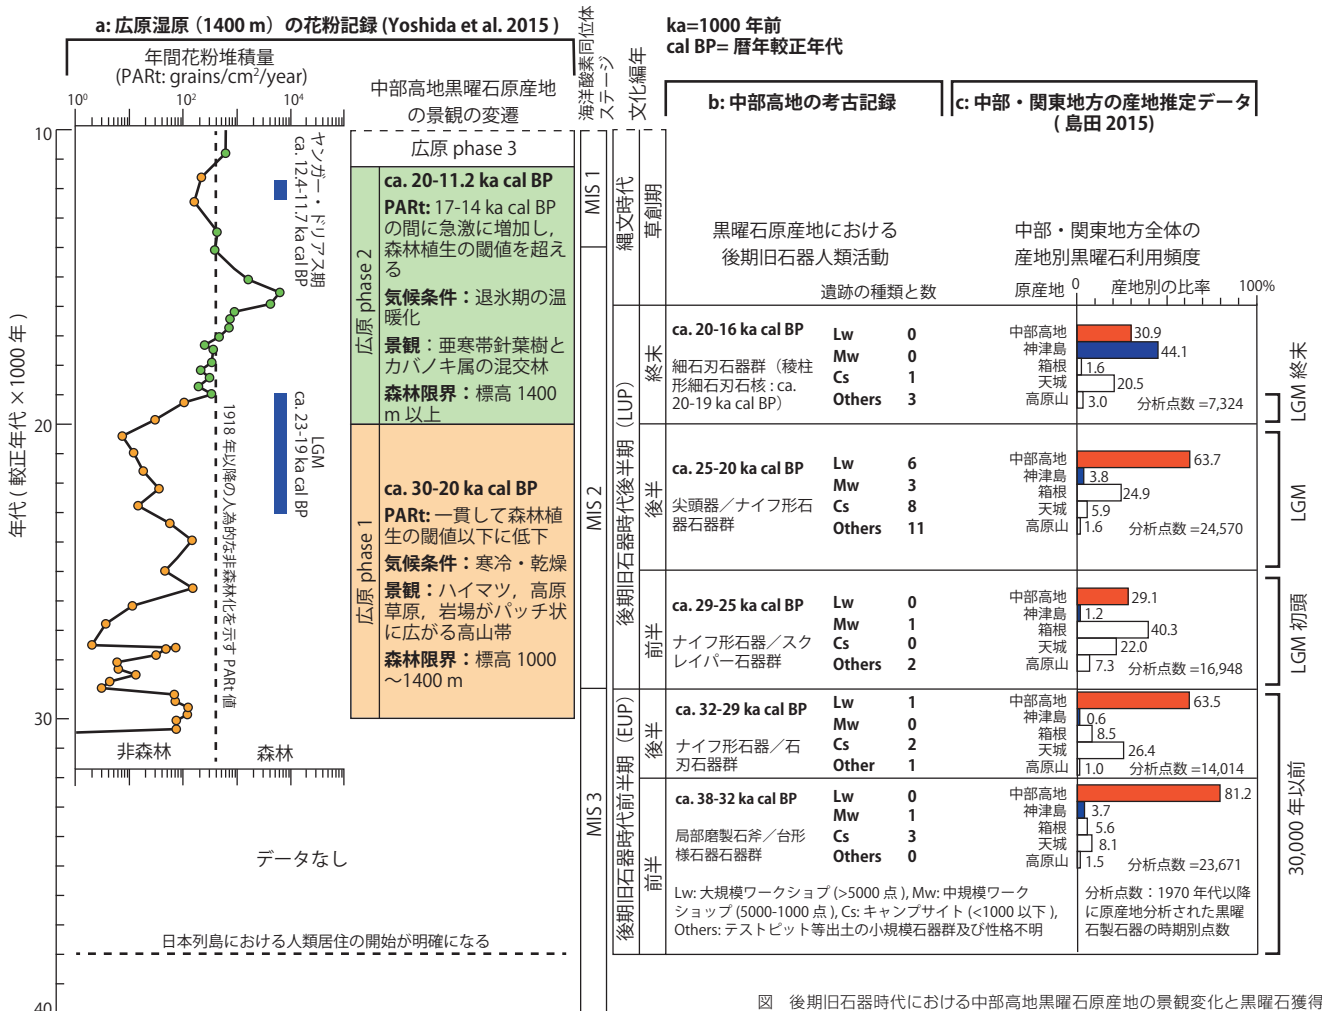 a: 広原湿原（1400 m）の花粉記録 (Yoshida et al. 2015 )
年間花粉堆積量
(PARt: grains/cm²/year)
10⁰ 10² 10⁴
中部高地黒曜石原産地
の景観の変遷
海洋酸素同位体
ステージ
文化編年
ka=1000 年前
cal BP= 暦年較正年代
b: 中部高地の考古記録
c: 中部・関東地方の産地推定データ
( 島田 2015)
年代 ( 較正年代 × 1000 年 )
10
20
30
40
ヤンガー・ドリアス期
ca. 12.4-11.7 ka cal BP
LGM
ca. 23-19 ka cal BP
1918 年以降の人為的な非森林化を示す PARt 値
非森林
森林
データなし
日本列島における人類居住の開始が明確になる
広原 phase 3
広原 phase 2
ca. 20-11.2 ka cal BP
PARt: 17-14 ka cal BP
の間に急激に増加し，
森林植生の閾値を超え
る
気候条件：退氷期の温
暖化
景観：亜寒帯針葉樹と
カバノキ属の混交林
森林限界：標高 1400
m 以上
広原 phase 1
ca. 30-20 ka cal BP
PARt: 一貫して森林植
生の閾値以下に低下
気候条件：寒冷・乾燥
景観：ハイマツ，高原
草原，岩場がパッチ状
に広がる高山帯
森林限界：標高 1000
～1400 m
MIS 1
MIS 2
MIS 3
縄文時代
草創期
後期旧石器時代後半期（LUP）
終末
後半
前半
後期旧石器時代前半期（EUP）
後半
前半
黒曜石原産地における
後期旧石器人類活動
遺跡の種類と数
中部・関東地方全体の
産地別黒曜石利用頻度
原産地 0 産地別の比率 100%
ca. 20-16 ka cal BP
細石刃石器群（稜柱
形細石刃石核 : ca.
20-19 ka cal BP）
Lw 0
Mw 0
Cs 1
Others 3
中部高地 30.9
神津島 44.1
箱根 1.6
天城 20.5
高原山 3.0 分析点数 =7,324
LGM 終末
ca. 25-20 ka cal BP
尖頭器／ナイフ形石
器石器群
Lw 6
Mw 3
Cs 8
Others 11
中部高地 63.7
神津島 3.8
箱根 24.9
天城 5.9
高原山 1.6 分析点数 =24,570
LGM
ca. 29-25 ka cal BP
ナイフ形石器／スク
レイパー石器群
Lw 0
Mw 1
Cs 0
Others 2
中部高地 29.1
神津島 1.2
箱根 40.3
天城 22.0
高原山 7.3 分析点数 =16,948
LGM 初頭
ca. 32-29 ka cal BP
ナイフ形石器／石
刃石器群
Lw 1
Mw 0
Cs 2
Other 1
中部高地 63.5
神津島 0.6
箱根 8.5
天城 26.4
高原山 1.0 分析点数 =14,014
ca. 38-32 ka cal BP
局部磨製石斧／台形
様石器石器群
Lw 0
Mw 1
Cs 3
Others 0
中部高地 81.2
神津島 3.7
箱根 5.6
天城 8.1
高原山 1.5 分析点数 =23,671
30,000 年以前
Lw: 大規模ワークショプ (>5000 点 ), Mw: 中規模ワーク
ショップ (5000-1000 点 ), Cs: キャンプサイト (<1000 以下 ),
Others: テストピット等出土の小規模石器群及び性格不明
分析点数：1970 年代以降
に原産地分析された黒曜
石製石器の時期別点数
図 後期旧石器時代における中部高地黒曜石原産地の景観変化と黒曜石獲得